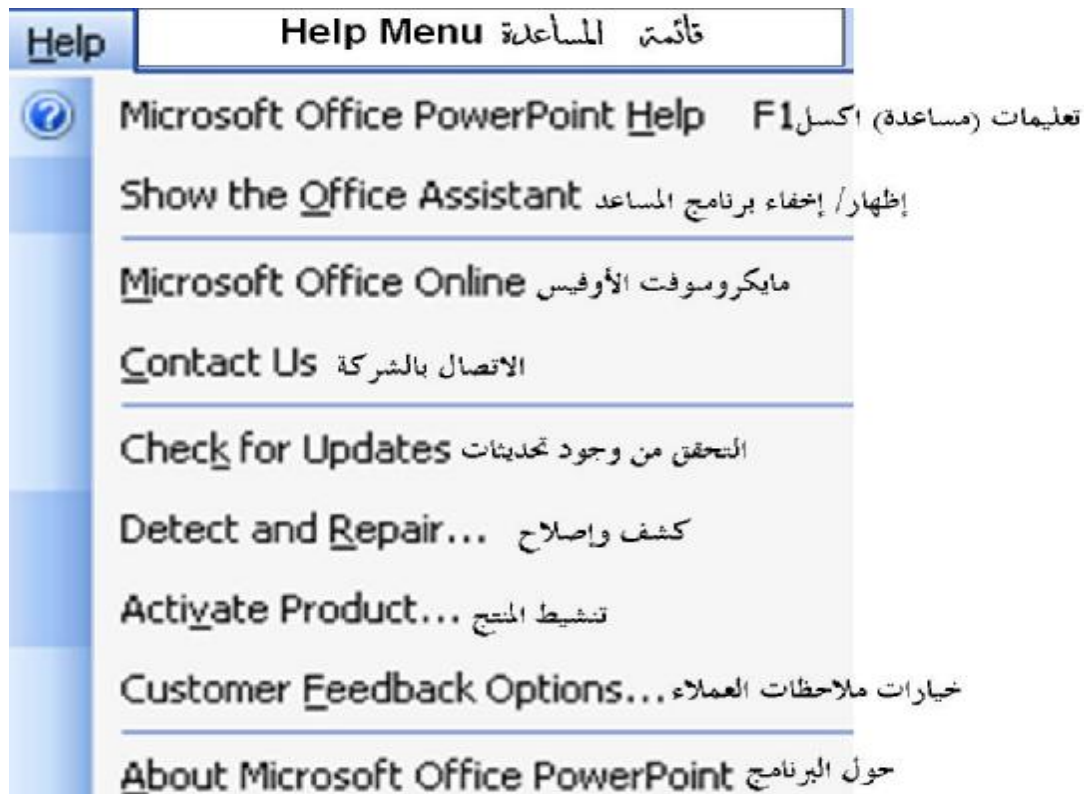 Help قائمة المساعدة Help Menu
Microsoft Office PowerPoint Help F1 تعليمات (مساعدة) اكسل
Show the Office Assistant إظهار/ إخفاء برنامج المساعد
Microsoft Office Online مايكروسوفت الأوفيس
Contact Us الاتصال بالشركة
Check for Updates التحقق من وجود تحديثات
Detect and Repair... كشف وإصلاح
Activate Product... تنشيط المنتج
Customer Feedback Options... خيارات ملاحظات العملاء
About Microsoft Office PowerPoint حول البرنامج